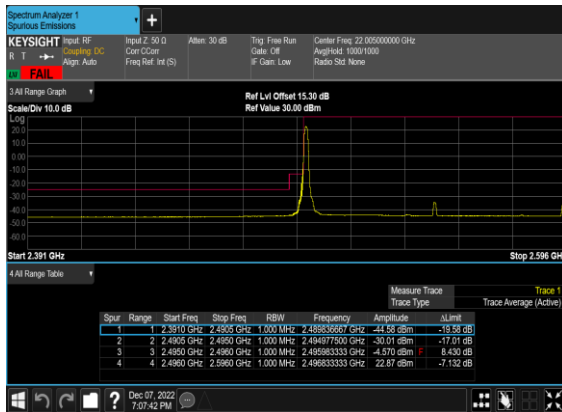 Spectrum Analyzer 1
Spurious Emissions
KEYSIGHT Input: RF Input Z: 50 Ω Atten: 30 dB Trig: Free Run Center Freq: 22.005000000 GHz
R T Coupling: DC Corr CCorr Gate: Off Avg|Hold: 1000/1000
Align: Auto Freq Ref: Int (S) IF Gain: Low Radio Std: None
FAIL
3 All Range Graph
Ref Lvl Offset 15.30 dB
Scale/Div 10.0 dB Ref Value 30.00 dBm
Log
20.0
10.0
0.00
-10.0
-20.0
-30.0
-40.0
-50.0
-60.0
Start 2.391 GHz Stop 2.596 GH
4 All Range Table
Measure Trace Trace 1
Trace Type Trace Average (Active)
Spur Range Start Freq Stop Freq RBW Frequency Amplitude ΔLimit
1 1 2.3910 GHz 2.4905 GHz 1.000 MHz 2.489836667 GHz -44.58 dBm -19.58 dB
2 2 2.4905 GHz 2.4950 GHz 1.000 MHz 2.494977500 GHz -30.01 dBm -17.01 dB
3 3 2.4950 GHz 2.4960 GHz 1.000 MHz 2.495983333 GHz -4.570 dBm F 8.430 dB
4 4 2.4960 GHz 2.5960 GHz 1.000 MHz 2.496833333 GHz 22.87 dBm -7.132 dB
Dec 07, 2022
7:07:42 PM